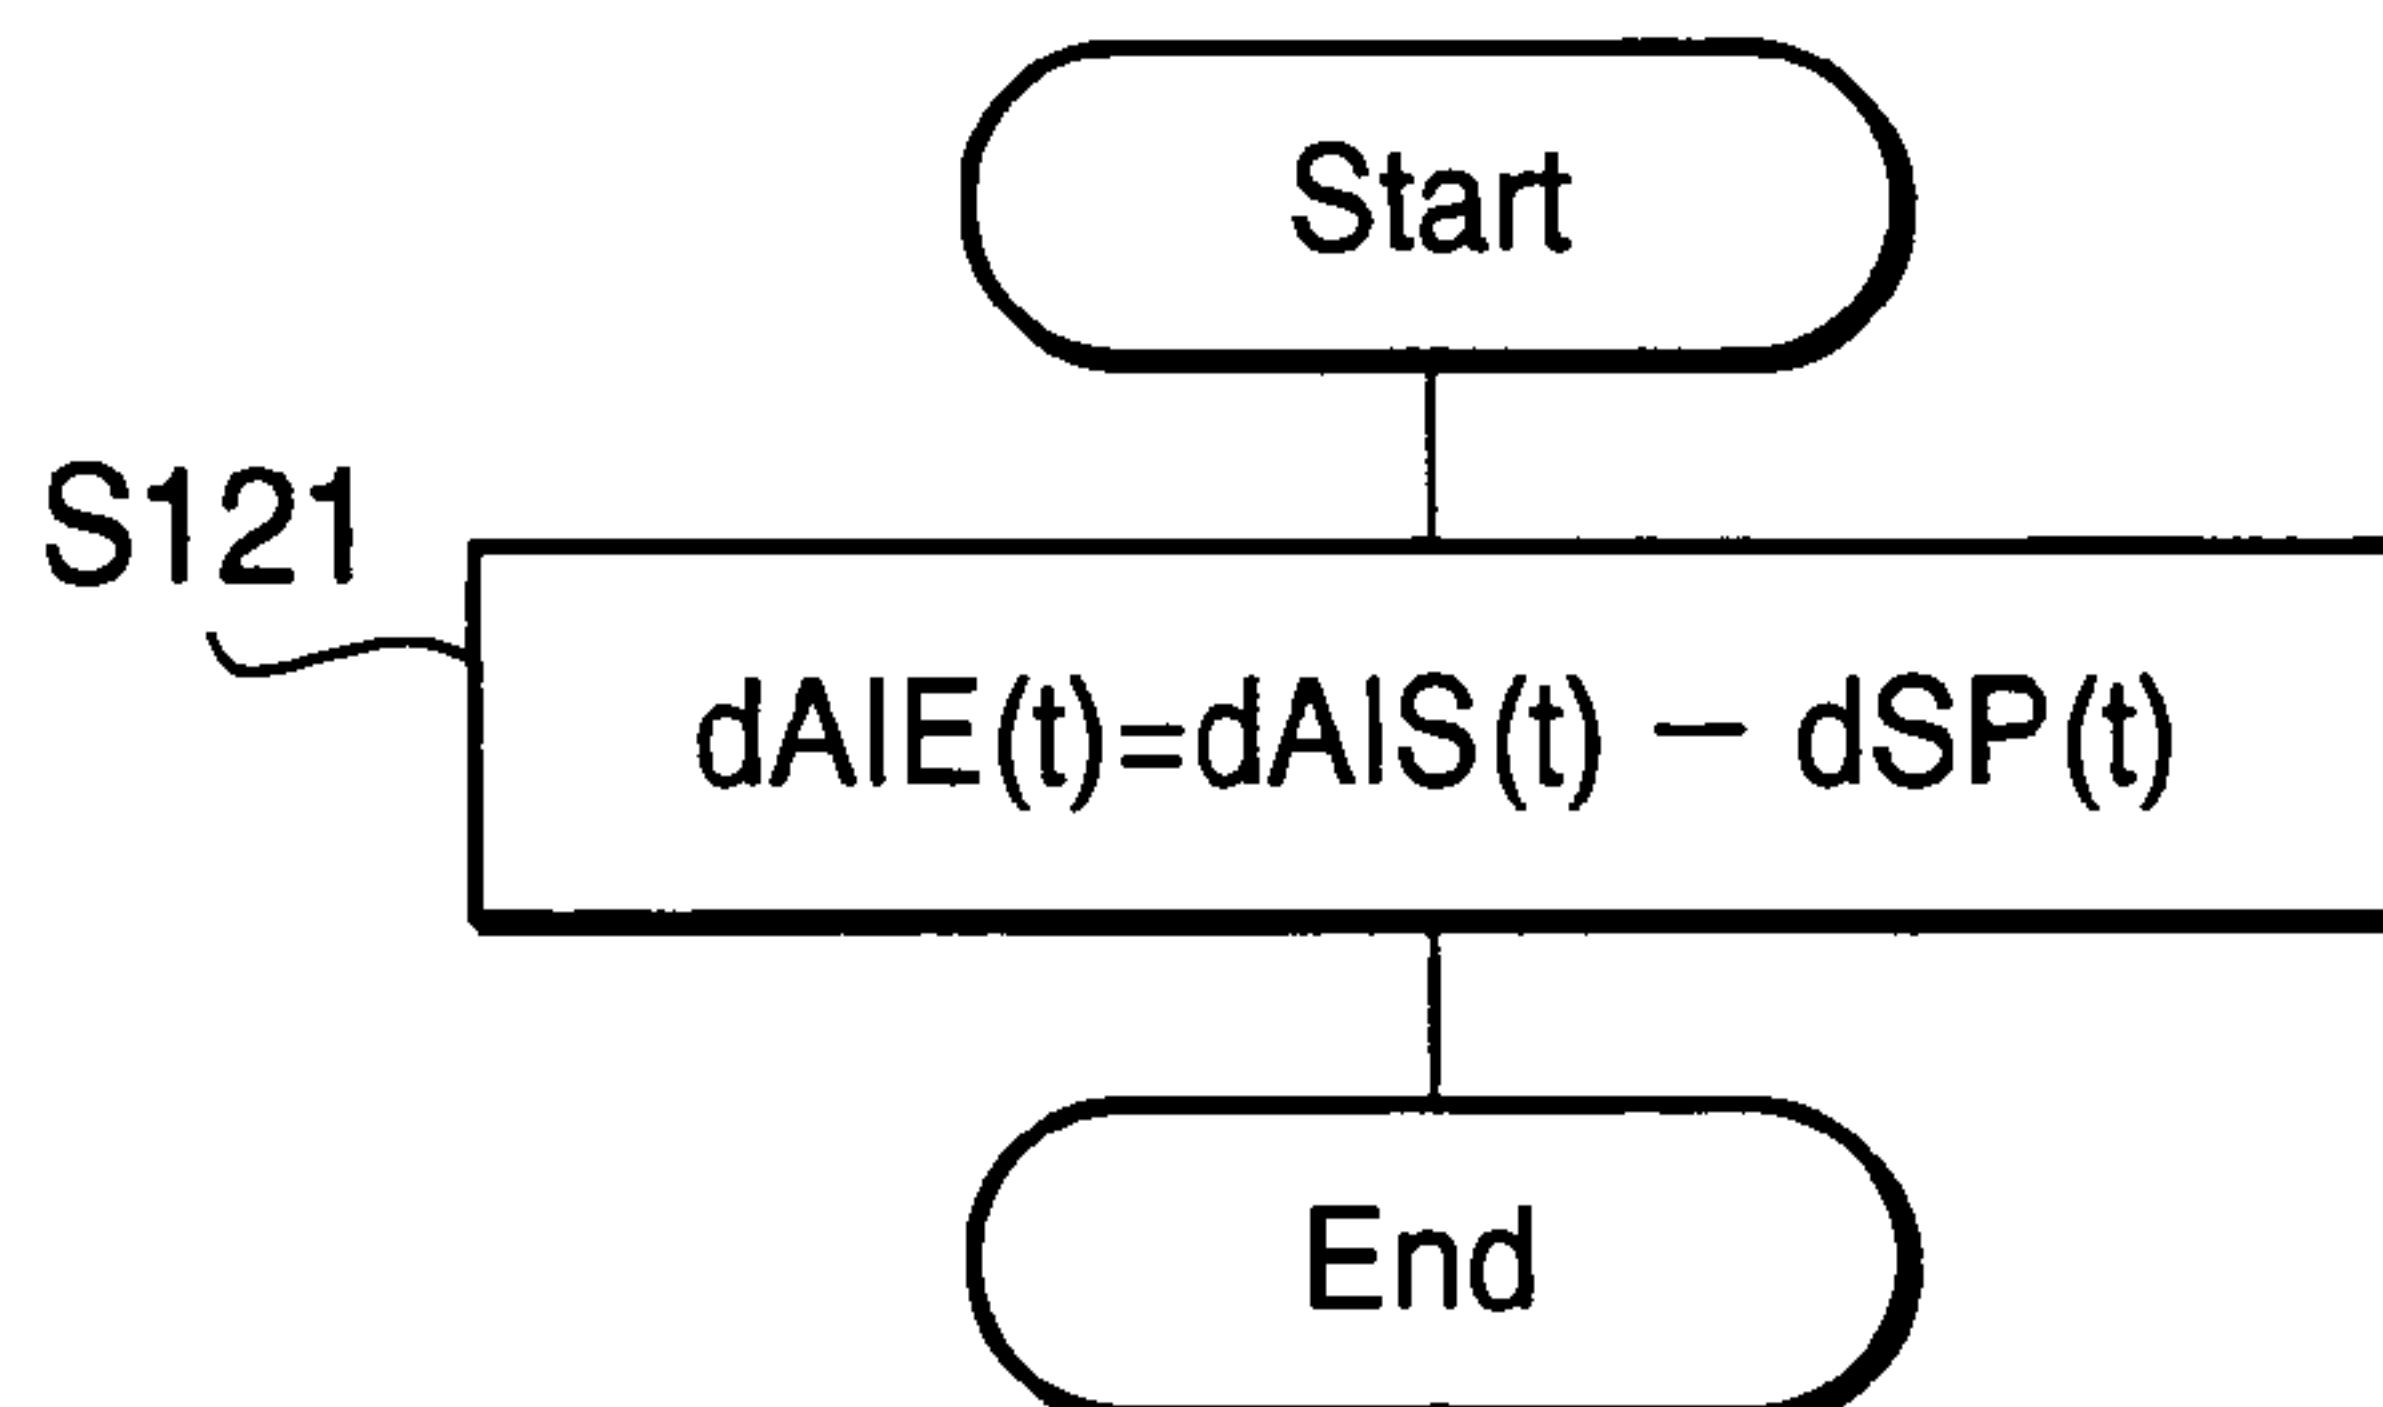 Start
S121
dAIE(t)=dAIS(t) — dSP(t)
End